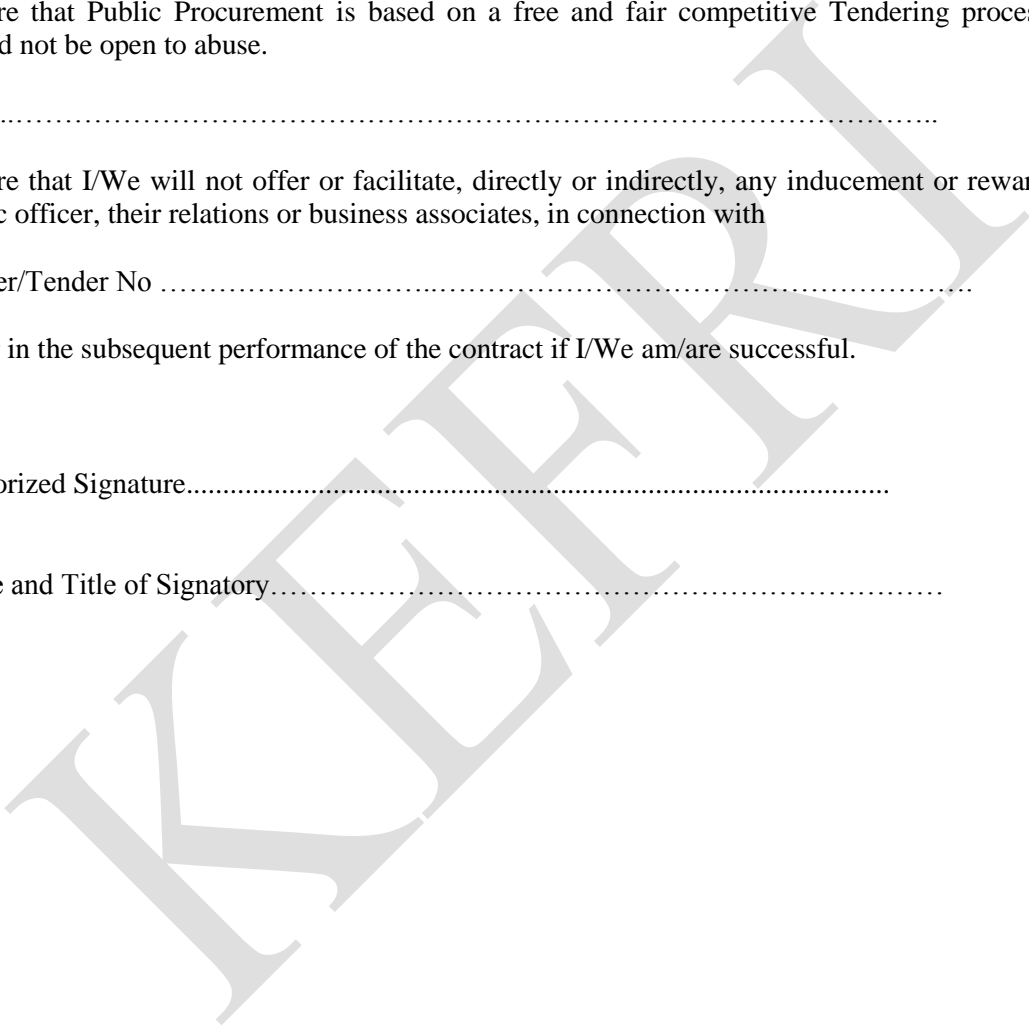 re that Public Procurement is based on a free and fair competitive Tendering proces
d not be open to abuse.
..……………………………………………………………………………………..
re that I/We will not offer or facilitate, directly or indirectly, any inducement or rewar
c officer, their relations or business associates, in connection with
er/Tender No ………………………..……………………………………………….
in the subsequent performance of the contract if I/We am/are successful.
orized Signature................................................................................................
e and Title of Signatory……………………………………………………………
KEFRI